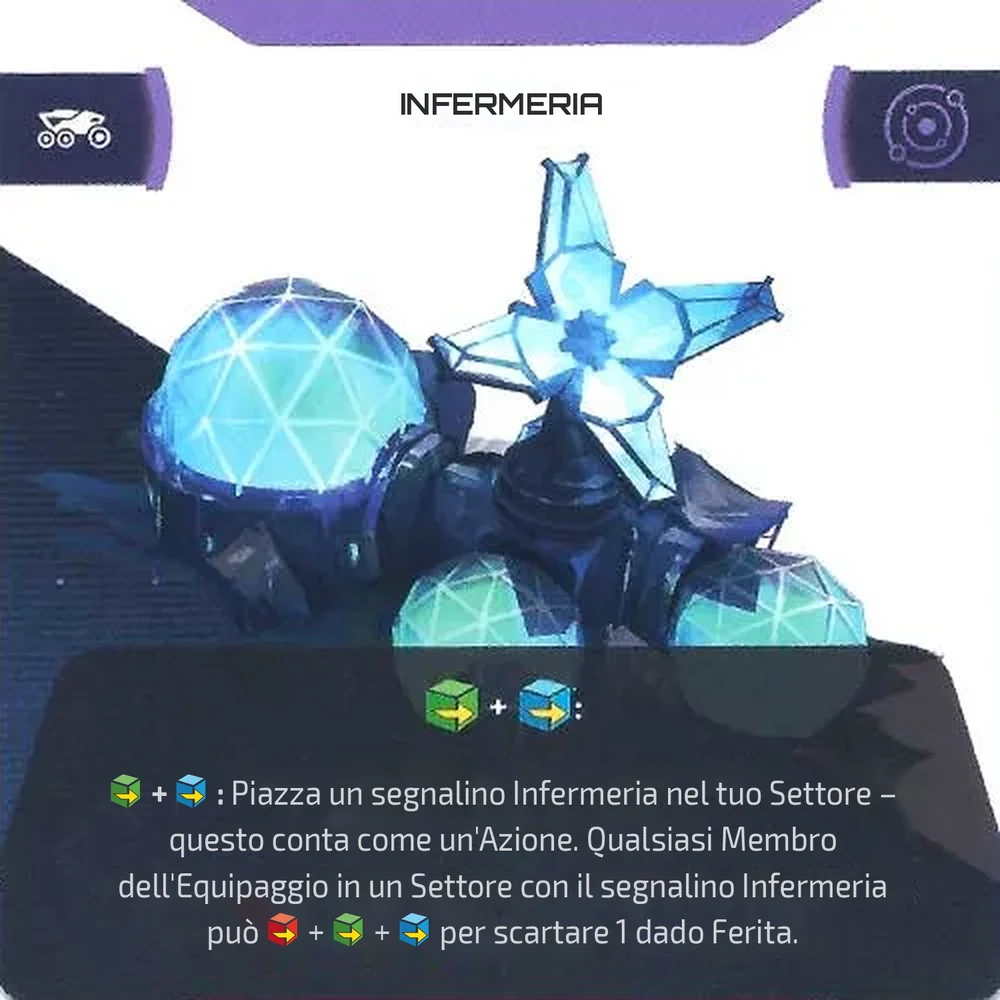 INFERMERIA
+ :
+ : Piazza un segnalino Infermeria nel tuo Settore –
questo conta come un'Azione. Qualsiasi Membro
dell'Equipaggio in un Settore con il segnalino Infermeria
può + + per scartare 1 dado Ferita.